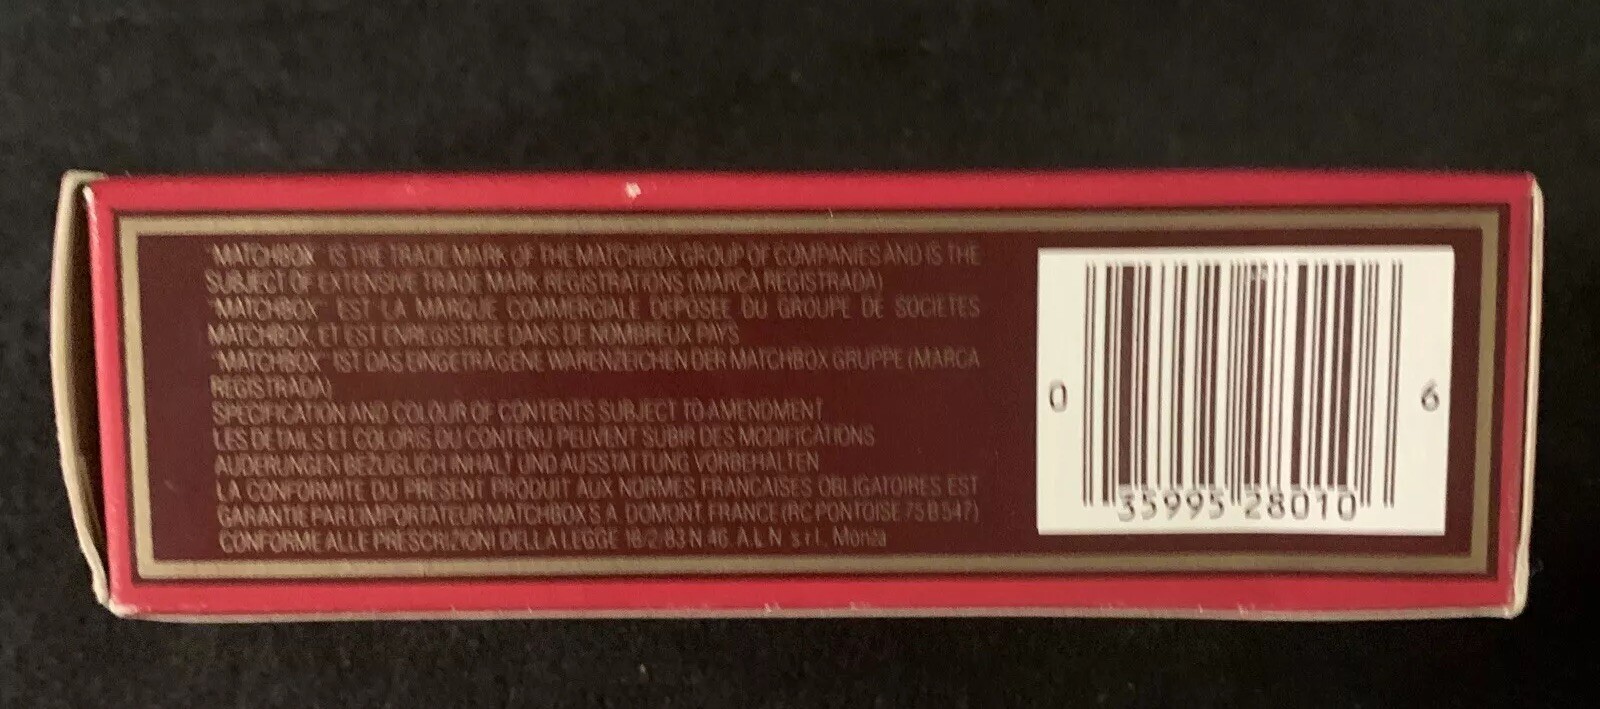 "MATCHBOX" IS THE TRADE MARK OF THE MATCHBOX GROUP OF COMPANIES AND IS THE
SUBJECT OF EXTENSIVE TRADE MARK REGISTRATIONS (MARCA REGISTRADA)
"MATCHBOX" EST LA MARQUE COMMERCIALE DEPOSEE DU GROUPE DE SOCIETES
MATCHBOX, ET EST ENREGISTREE DANS DE NOMBREUX PAYS
"MATCHBOX" IST DAS EINGETRAGENE WARENZEICHEN DER MATCHBOX GRUPPE (MARCA
REGISTRADA)
SPECIFICATION AND COLOUR OF CONTENTS SUBJECT TO AMENDMENT
LES DETAILS ET COLORIS DU CONTENU PEUVENT SUBIR DES MODIFICATIONS
AUDERUNGEN BEZUGLICH INHALT UND AUSSTATTUNG VORBEHALTEN
LA CONFORMITE DU PRESENT PRODUIT AUX NORMES FRANCAISES OBLIGATOIRES EST
GARANTIE PAR L'IMPORTATEUR MATCHBOX S.A. DOMONT. FRANCE (RC PONTOISE 75 B 547)
CONFORME ALLE PRESCRIZIONI DELLA LEGGE 18/2/83 N 46. A.L.N. s.r.l., Monza
0 35995 28010 6